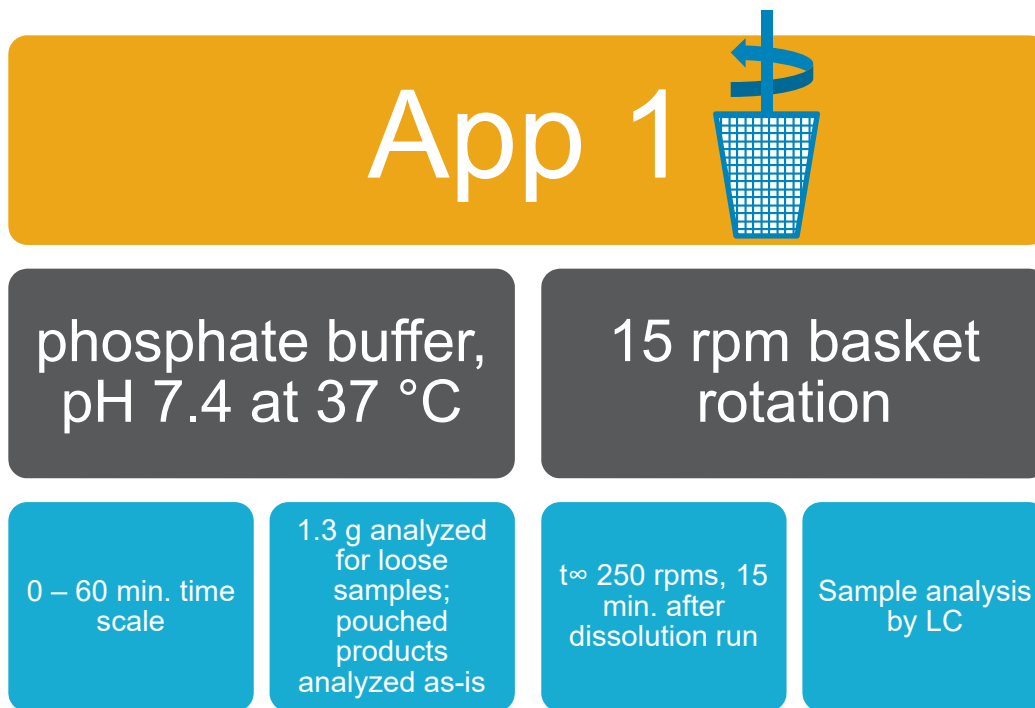 App 1
phosphate buffer,
pH 7.4 at 37 °C
15 rpm basket
rotation
0 – 60 min. time
scale
1.3 g analyzed
for loose
samples;
pouched
products
analyzed as-is
t∞ 250 rpms, 15
min. after
dissolution run
Sample analysis
by LC